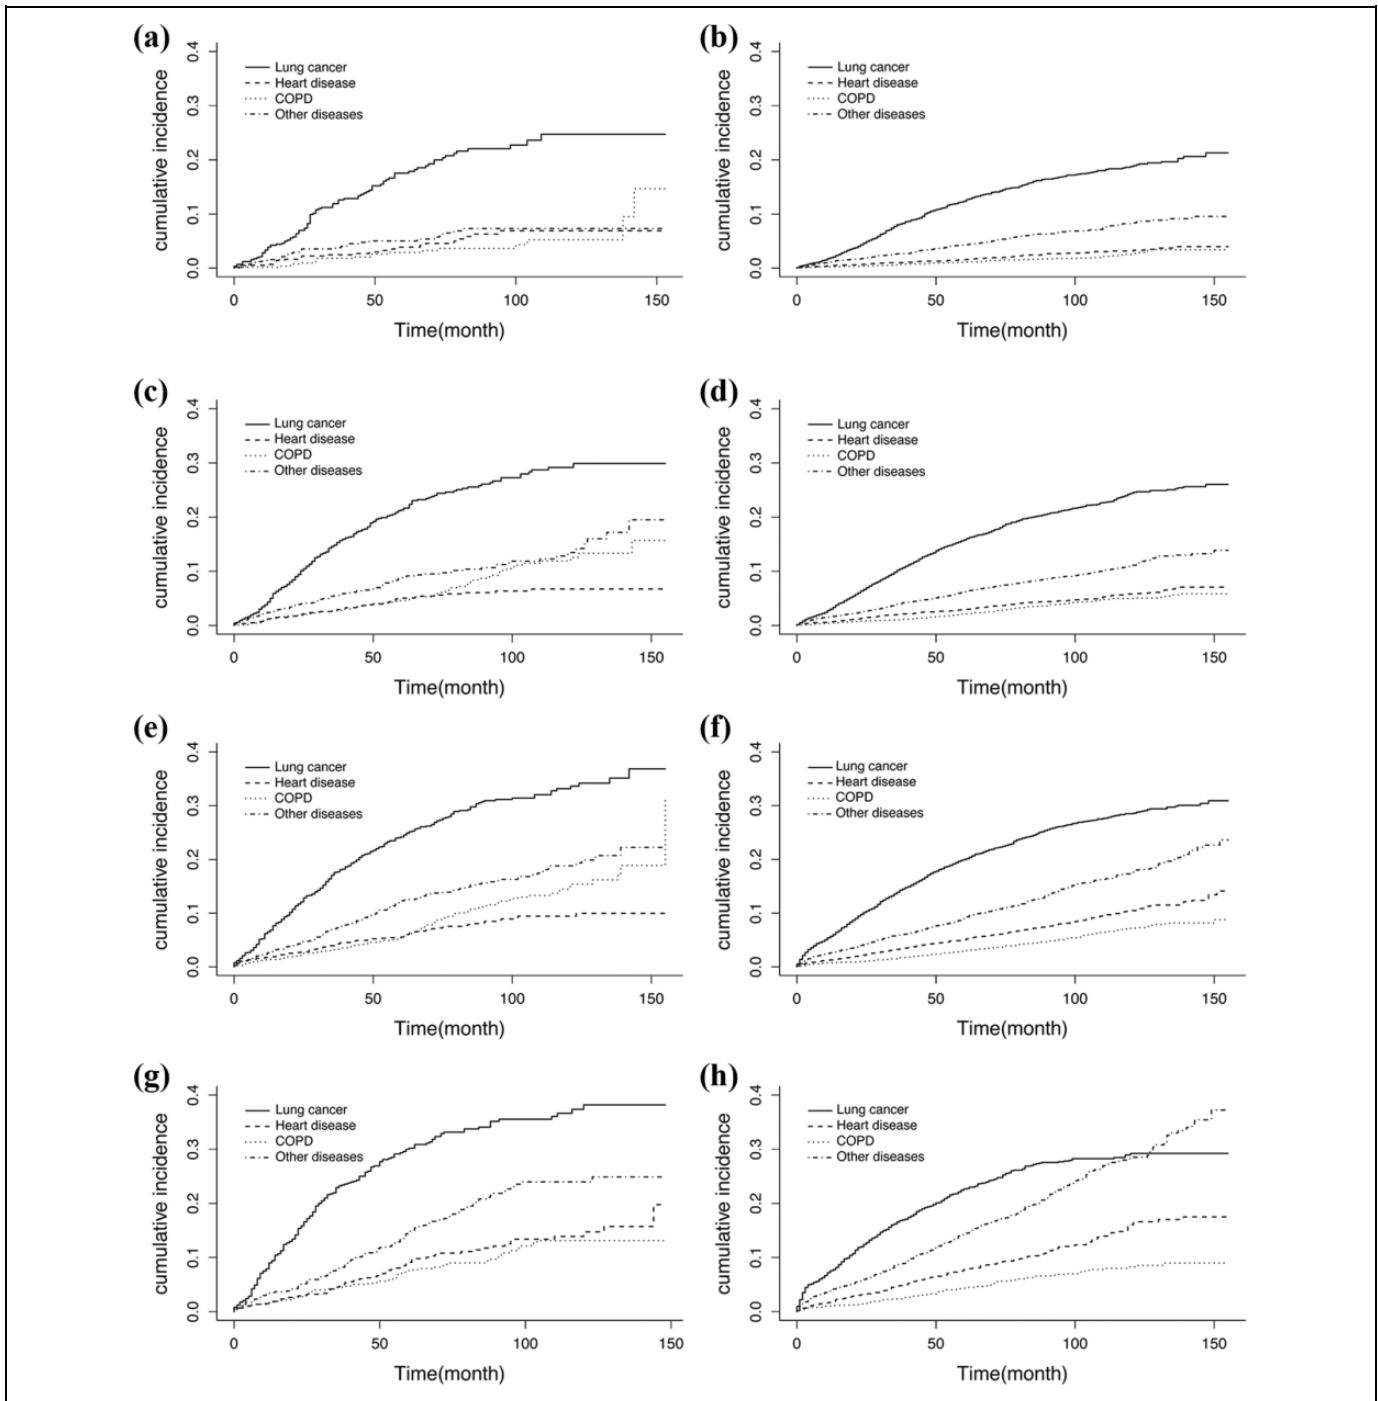 (a)
0.4
0.3
0.2
0.1
0.0
cumulative incidence
Lung cancer
Heart disease
COPD
Other diseases
0 50 100 150
Time(month)
(b)
0.4
0.3
0.2
0.1
0.0
cumulative incidence
Lung cancer
Heart disease
COPD
Other diseases
0 50 100 150
Time(month)
(c)
0.4
0.3
0.2
0.1
0.0
cumulative incidence
Lung cancer
Heart disease
COPD
Other diseases
0 50 100 150
Time(month)
(d)
0.4
0.3
0.2
0.1
0.0
cumulative incidence
Lung cancer
Heart disease
COPD
Other diseases
0 50 100 150
Time(month)
(e)
0.4
0.3
0.2
0.1
0.0
cumulative incidence
Lung cancer
Heart disease
COPD
Other diseases
0 50 100 150
Time(month)
(f)
0.4
0.3
0.2
0.1
0.0
cumulative incidence
Lung cancer
Heart disease
COPD
Other diseases
0 50 100 150
Time(month)
(g)
0.4
0.3
0.2
0.1
0.0
cumulative incidence
Lung cancer
Heart disease
COPD
Other diseases
0 50 100 150
Time(month)
(h)
0.4
0.3
0.2
0.1
0.0
cumulative incidence
Lung cancer
Heart disease
COPD
Other diseases
0 50 100 150
Time(month)